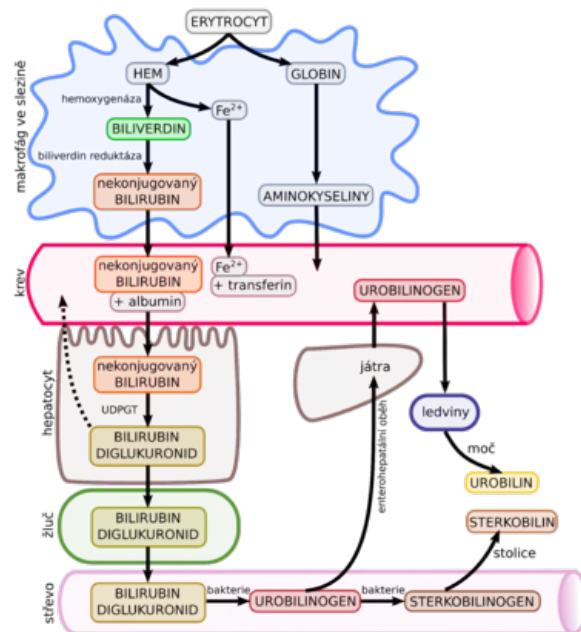 ERYTROCYT
HEM
GLOBIN
hemoxygenáza
Fe²⁺
BILIVERDIN
biliverdin reduktáza
makrofág ve slezině
nekonjugovaný
BILIRUBIN
AMINOKYSELINY
krev
nekonjugovaný
BILIRUBIN
+ albumin
Fe²⁺
+ transferín
UROBILINOGEN
hepatocyt
nekonjugovaný
BILIRUBIN
UDPGT
BILIRUBIN
DIGLUKURONID
játra
enterohepatální oběh
ledviny
moč
UROBILIN
žluč
BILIRUBIN
DIGLUKURONID
STERKOBILIN
stolice
střevo
BILIRUBIN
DIGLUKURONID
bakterie
UROBILINOGEN
bakterie
STERKOBILINOGEN